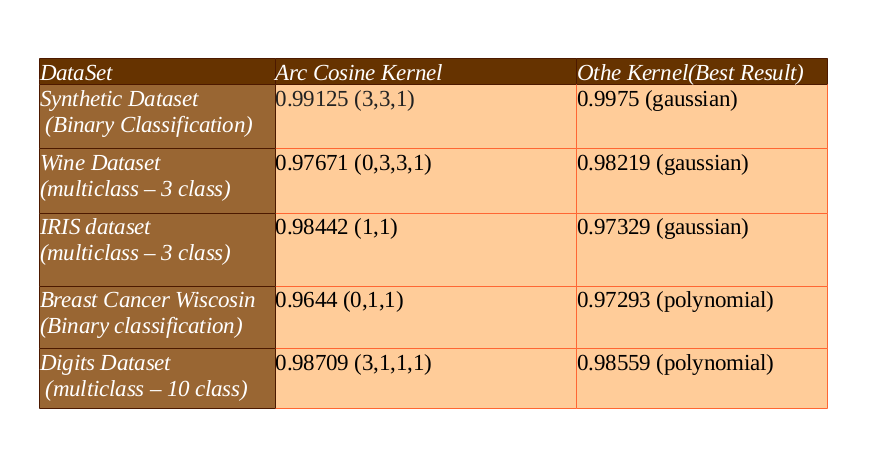 DataSet Arc Cosine Kernel Othe Kernel(Best Result)
Synthetic Dataset 0.99125 (3,3,1) 0.9975 (gaussian)
(Binary Classification)
Wine Dataset 0.97671 (0,3,3,1) 0.98219 (gaussian)
(multiclass – 3 class)
IRIS dataset 0.98442 (1,1) 0.97329 (gaussian)
(multiclass – 3 class)
Breast Cancer Wiscosin 0.9644 (0,1,1) 0.97293 (polynomial)
(Binary classification)
Digits Dataset 0.98709 (3,1,1,1) 0.98559 (polynomial)
(multiclass – 10 class)